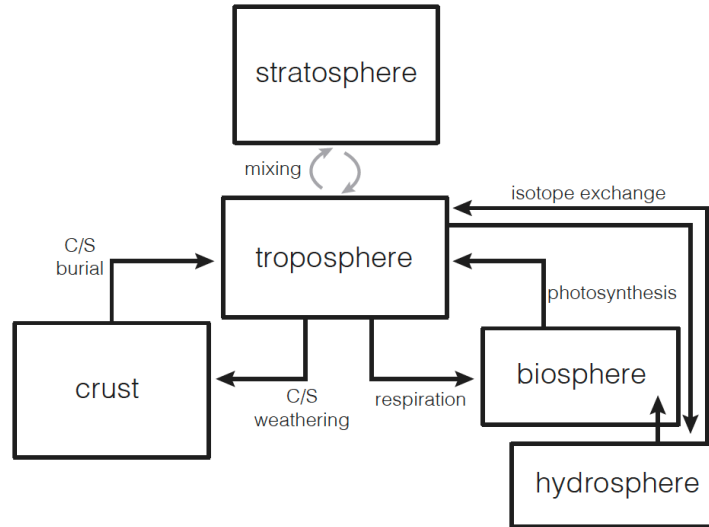 stratosphere
mixing
isotope exchange
C/S
burial
troposphere
photosynthesis
crust
C/S
weathering
respiration
biosphere
hydrosphere